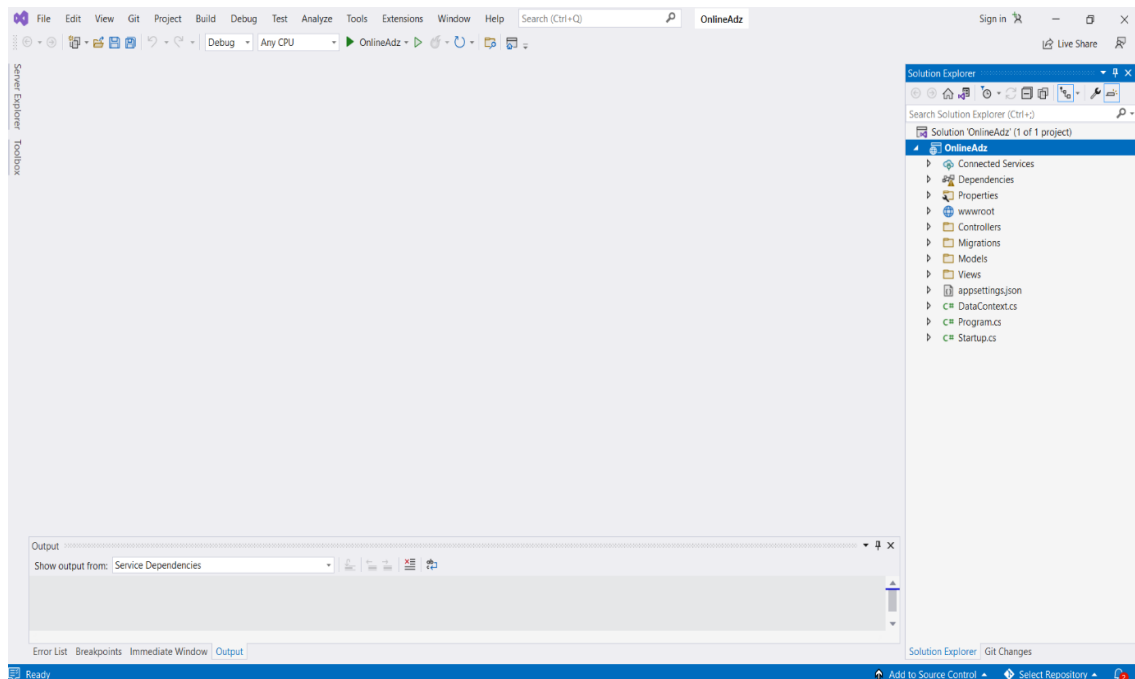 File Edit View Git Project Build Debug Test Analyze Tools Extensions Window Help Search (Ctrl+Q) OnlineAdz Sign in
Debug Any CPU OnlineAdz Live Share
Server Explorer
Toolbox
Solution Explorer
Search Solution Explorer (Ctrl+;)
Solution 'OnlineAdz' (1 of 1 project)
OnlineAdz
Connected Services
Dependencies
Properties
wwwroot
Controllers
Migrations
Models
Views
appsettings.json
C# DataContext.cs
C# Program.cs
C# Startup.cs
Output
Show output from: Service Dependencies
Error List Breakpoints Immediate Window Output
Solution Explorer Git Changes
Ready Add to Source Control Select Repository 2